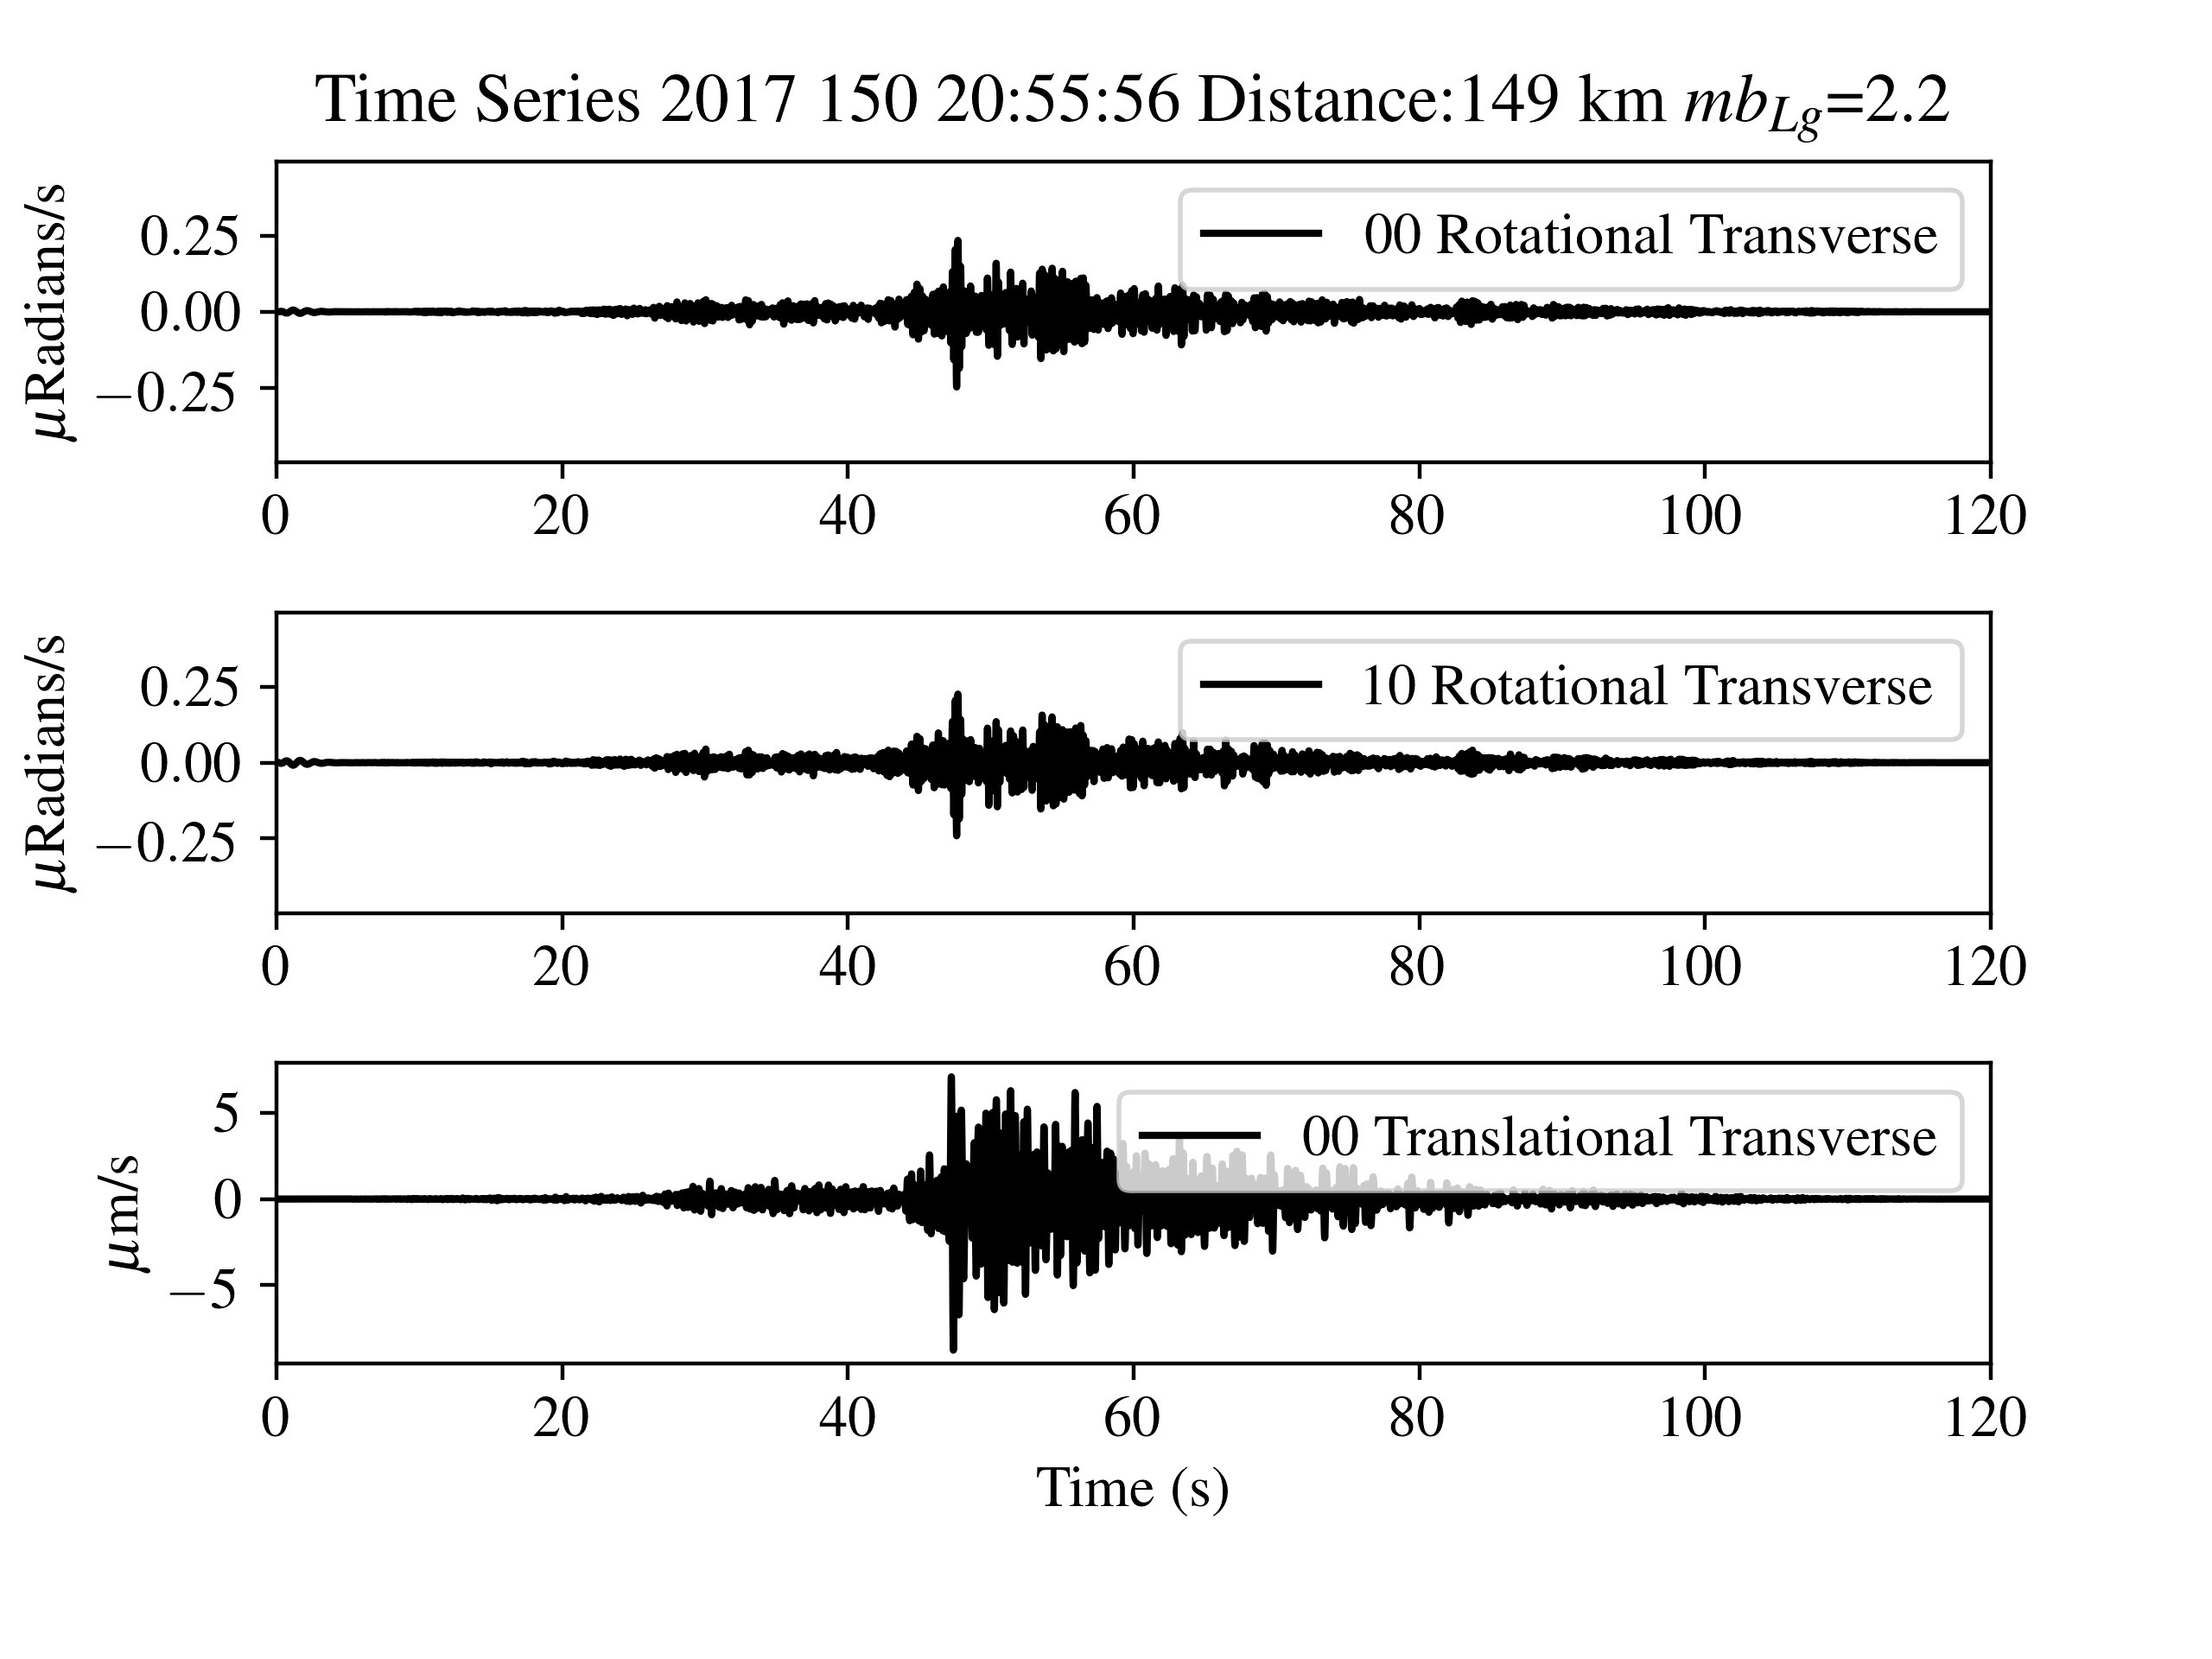 Time Series 2017 150 20:55:56 Distance:149 km mb_Lg=2.2
μRadians/s
0.25
0.00
−0.25
00 Rotational Transverse
0 20 40 60 80 100 120
μRadians/s
0.25
0.00
−0.25
10 Rotational Transverse
0 20 40 60 80 100 120
μm/s
5
0
−5
00 Translational Transverse
0 20 40 60 80 100 120
Time (s)